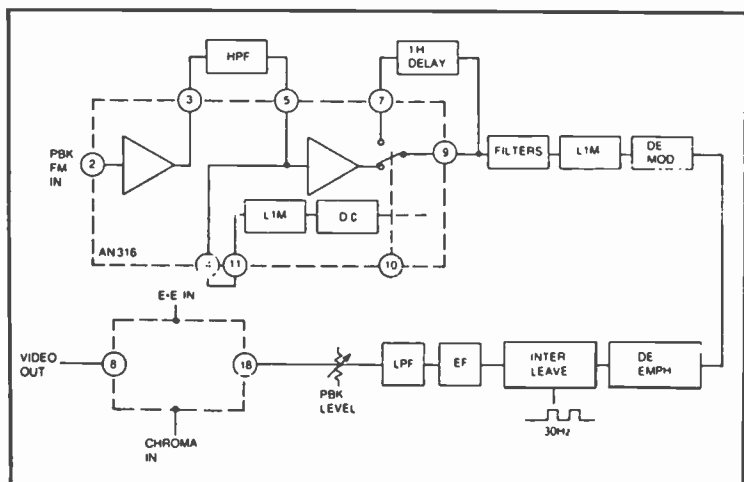 HPF
1H
DELAY
3
5
7
PBK
FM
IN
2
9
FILTERS
L1M
DE
MOD
L1M
DC
AN316
4
11
10
E-E IN
VIDEO
OUT
8
18
PBK
LEVEL
LPF
EF
INTER
LEAVE
DE
EMPH
30Hz
CHROMA
IN